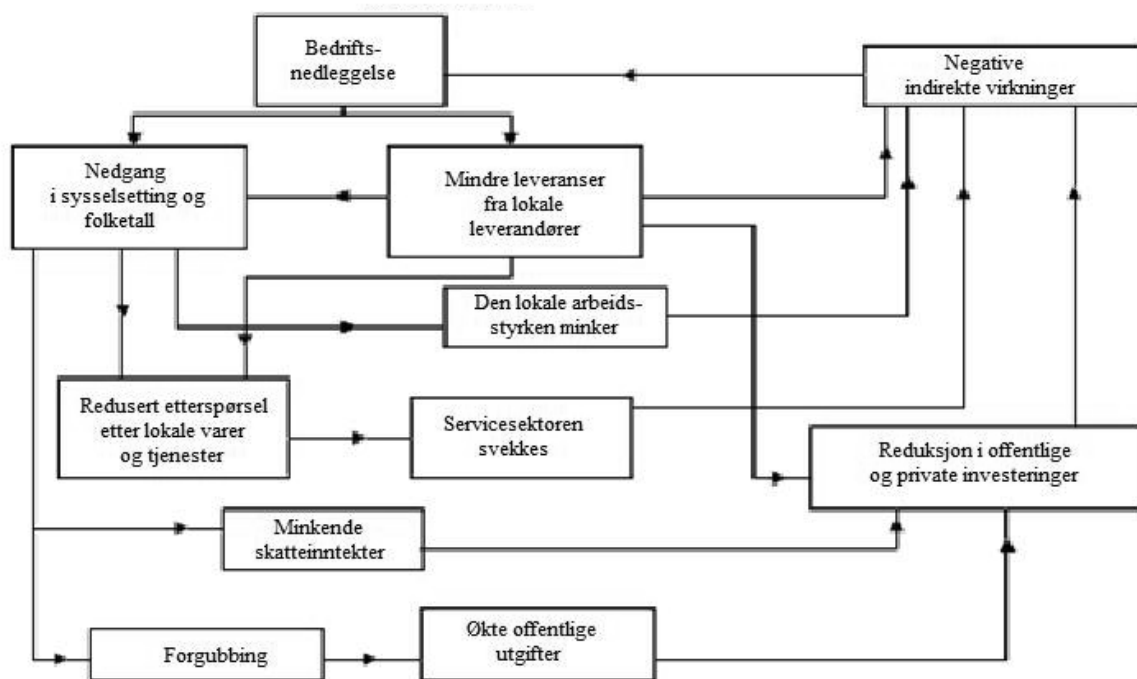 Bedrifts-
nedleggelse
Negative
indirekte virkninger
Nedgang
i sysselsetting og
folketall
Mindre leveranser
fra lokale
leverandører
Den lokale arbeids-
styrken minker
Redusert etterspørsel
etter lokale varer
og tjenester
Servicesektoren
svekkes
Reduksjon i offentlige
og private investeringer
Minkende
skatteinntekter
Forgubbing
Økte offentlige
utgifter